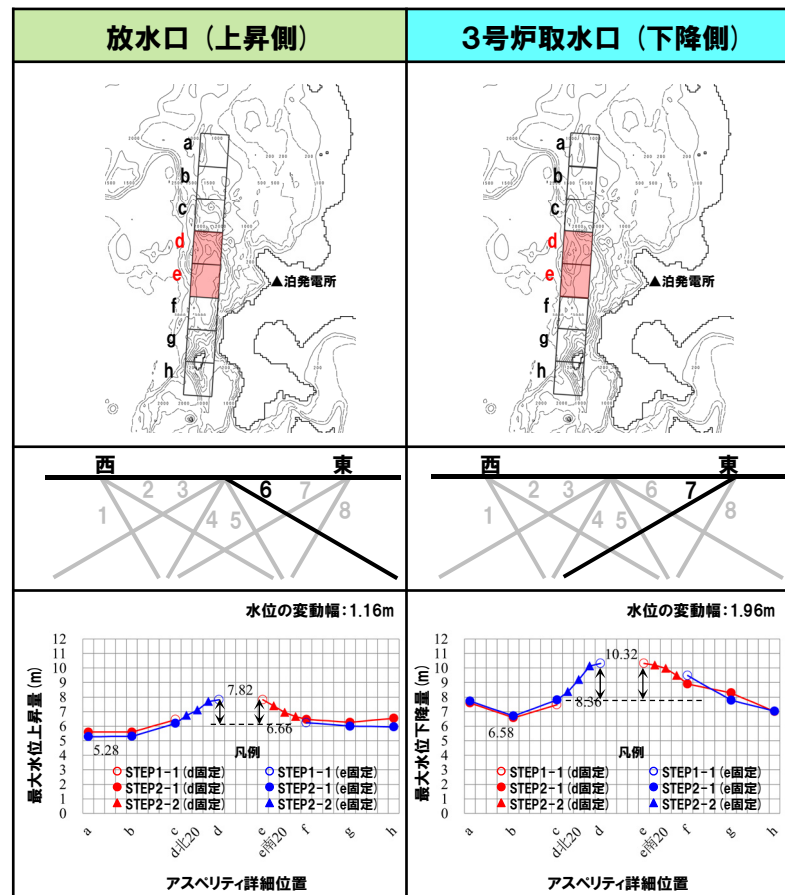 放水口（上昇側）
3号炉取水口（下降側）
a
b
c
d
e
f
g
h
▲泊発電所
a
b
c
d
e
f
g
h
▲泊発電所
西
東
1
2
3
4
5
6
7
8
西
東
1
2
3
4
5
6
7
8
水位の変動幅：1.16m
最大水位上昇量(m)
12
11
10
9
8
7
6
5
4
3
2
1
0
7.82
6.66
5.28
凡例
STEP1-1(d固定)
STEP1-1(e固定)
STEP2-1(d固定)
STEP2-1(e固定)
STEP2-2(d固定)
STEP2-2(e固定)
a
b
c
d北20
d
e
e南20
f
g
h
アスペリティ詳細位置
水位の変動幅：1.96m
最大水位下降量(m)
12
11
10
9
8
7
6
5
4
3
2
1
0
10.32
8.36
6.58
凡例
STEP1-1(d固定)
STEP1-1(e固定)
STEP2-1(d固定)
STEP2-1(e固定)
STEP2-2(d固定)
STEP2-2(e固定)
a
b
c
d北20
d
e
e南20
f
g
h
アスペリティ詳細位置